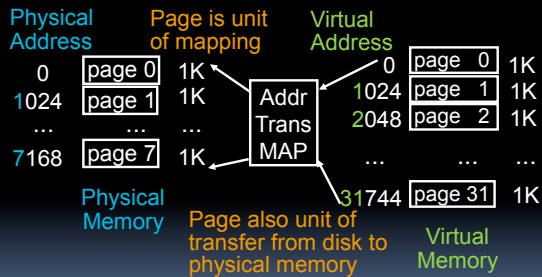 Physical Address
Page is unit of mapping
Virtual Address
0 page 0 1K
1024 page 1 1K
... ... ...
7168 page 7 1K
Physical Memory
Addr
Trans
MAP
0 page 0 1K
1024 page 1 1K
2048 page 2 1K
... ... ...
31744 page 31 1K
Page also unit of
transfer from disk to
physical memory
Virtual
Memory